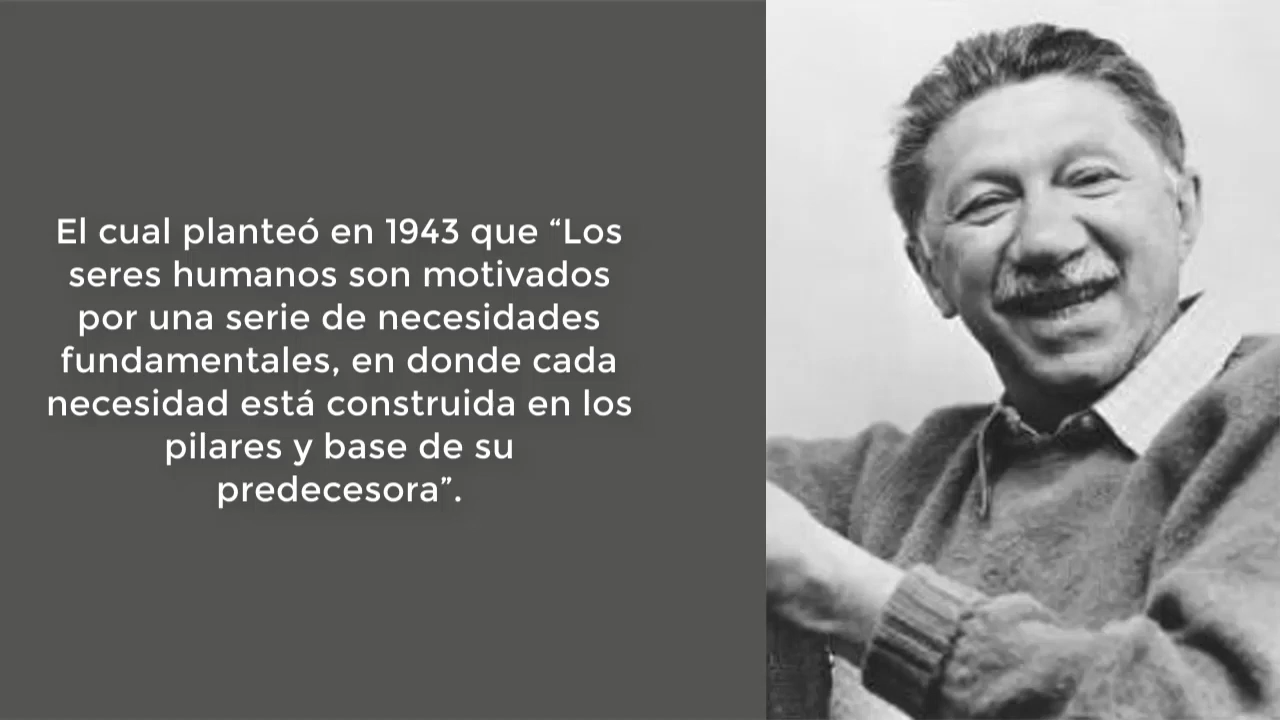 El cual planteó en 1943 que “Los
seres humanos son motivados
por una serie de necesidades
fundamentales, en donde cada
necesidad está construida en los
pilares y base de su
predecesora”.